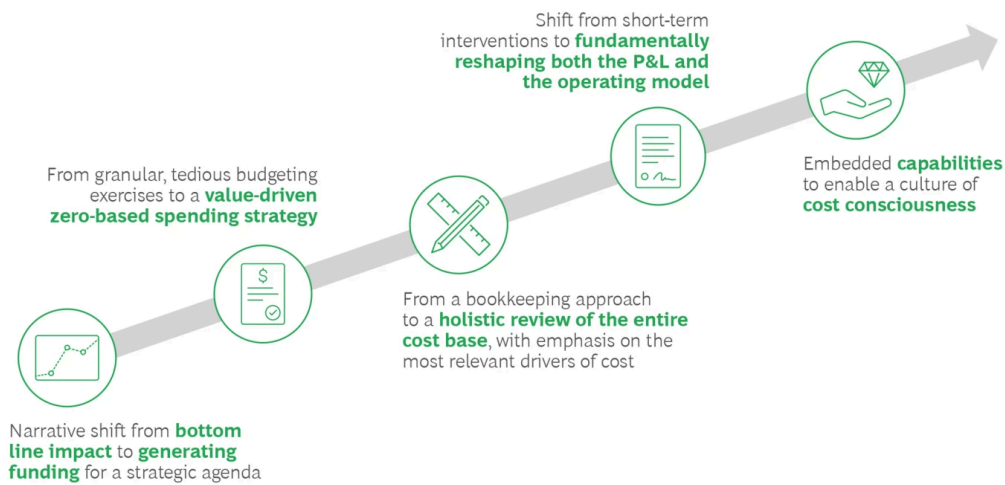 Narrative shift from bottom
line impact to generating
funding for a strategic agenda
From granular, tedious budgeting
exercises to a value-driven
zero-based spending strategy
$
From a bookkeeping approach
to a holistic review of the entire
cost base, with emphasis on the
most relevant drivers of cost
Shift from short-term
interventions to fundamentally
reshaping both the P&L and
the operating model
Embedded capabilities
to enable a culture of
cost consciousness